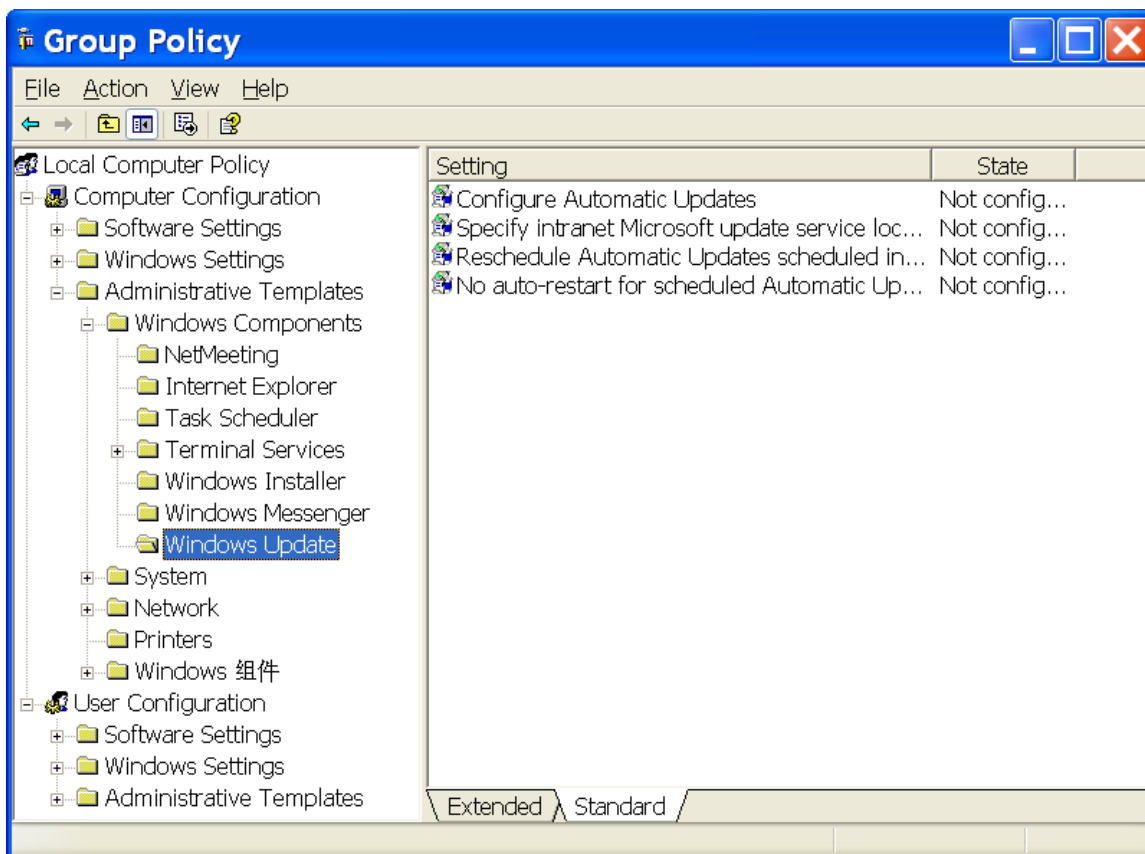 Group Policy
File Action View Help
Local Computer Policy
Computer Configuration
Software Settings
Windows Settings
Administrative Templates
Windows Components
NetMeeting
Internet Explorer
Task Scheduler
Terminal Services
Windows Installer
Windows Messenger
Windows Update
System
Network
Printers
Windows 组件
User Configuration
Software Settings
Windows Settings
Administrative Templates
Setting State
Configure Automatic Updates Not config...
Specify intranet Microsoft update service loc... Not config...
Reschedule Automatic Updates scheduled in... Not config...
No auto-restart for scheduled Automatic Up... Not config...
Extended Standard